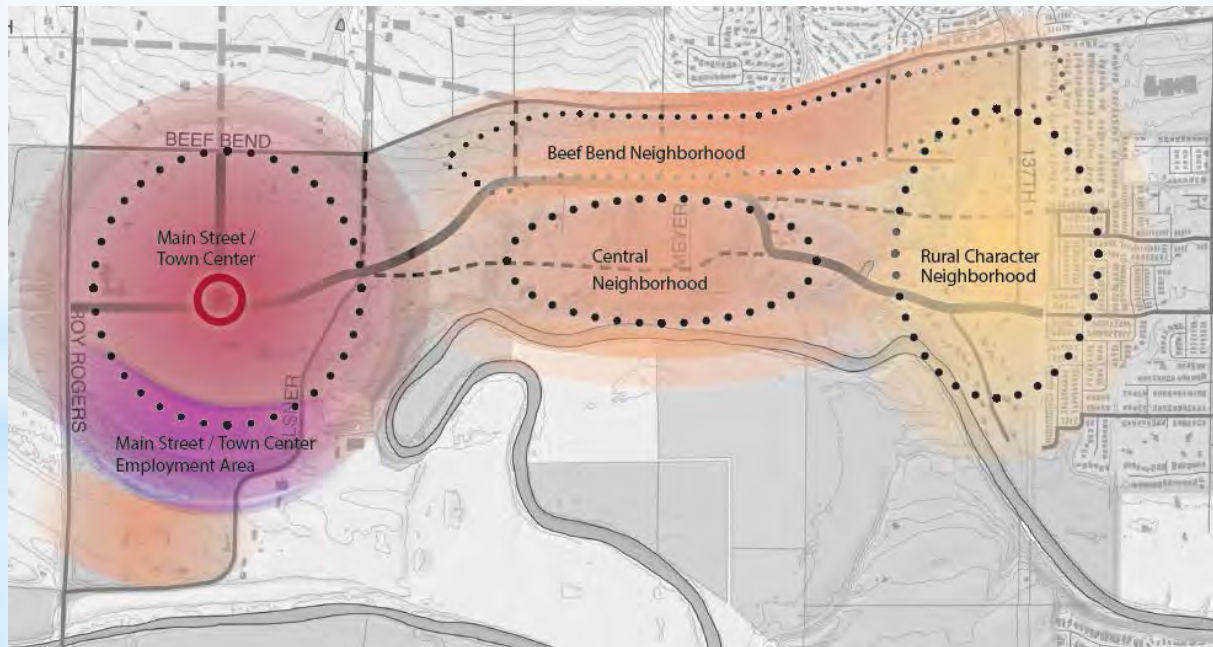 BEEF BEND
Main Street /
Town Center
ROY ROGERS
Main Street / Town Center
Employment Area
Beef Bend Neighborhood
MEYER
Central
Neighborhood
137TH
Rural Character
Neighborhood